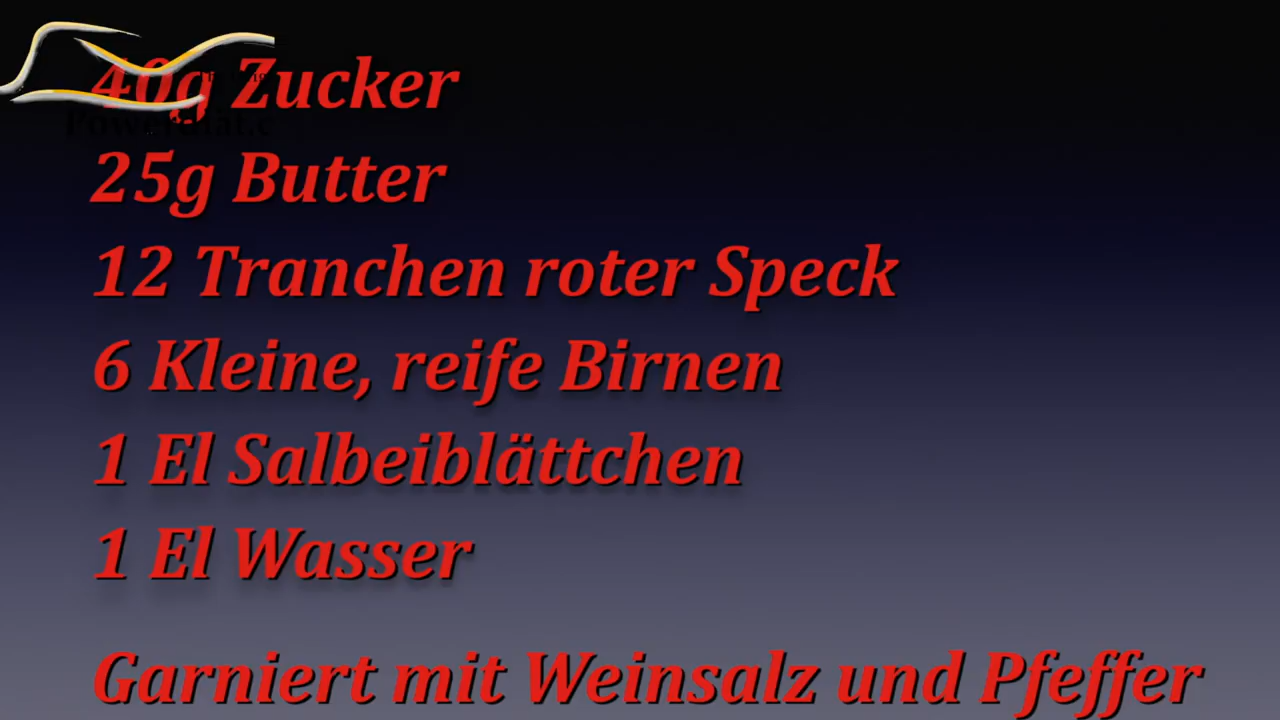 40g Zucker
25g Butter
12 Tranchen roter Speck
6 Kleine, reife Birnen
1 El Salbeiblättchen
1 El Wasser
Garniert mit Weinsalz und Pfeffer